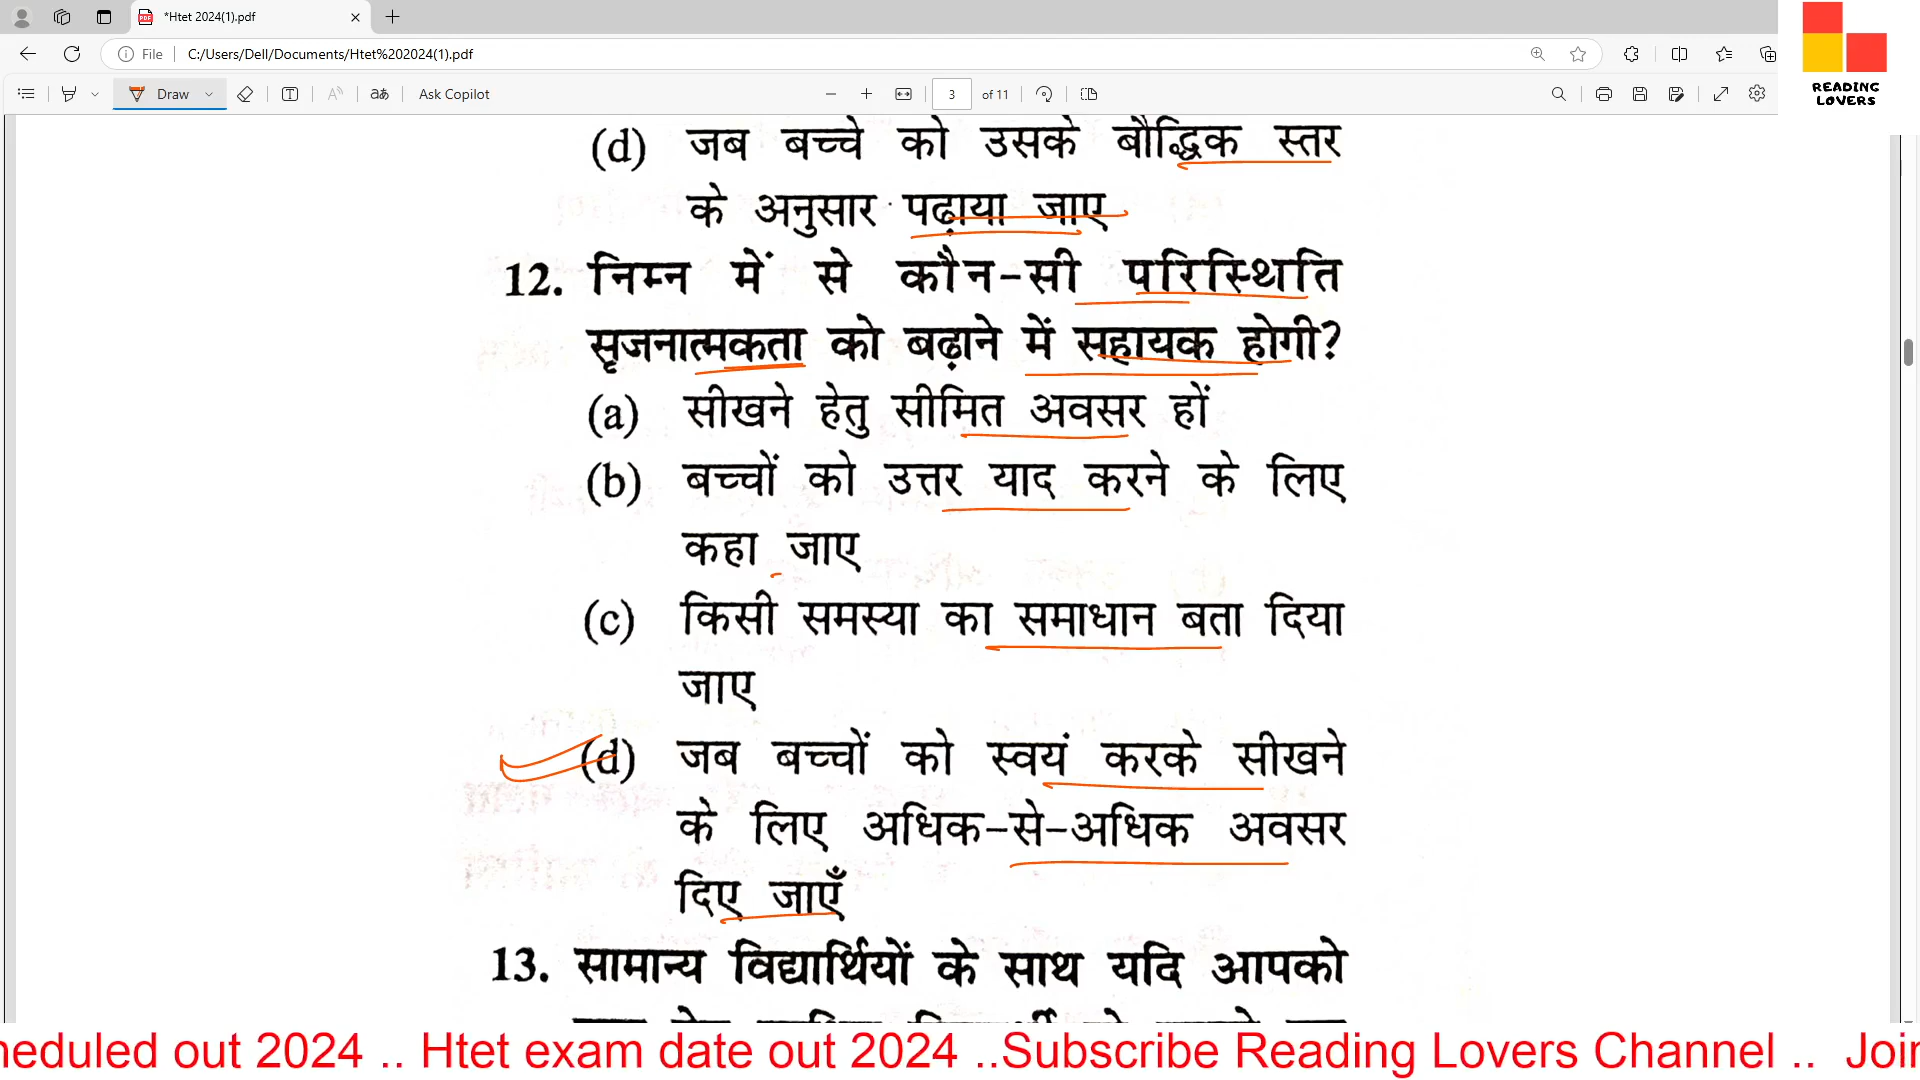 *Htet 2024(1).pdf
File C:/Users/Dell/Documents/Htet%202024(1).pdf
Draw aあ Ask Copilot 3 of 11
READING
LOVERS
(d) जब बच्चे को उसके बौद्धिक स्तर
के अनुसार पढ़ाया जाए
12. निम्न में से कौन-सी परिस्थिति
सृजनात्मकता को बढ़ाने में सहायक होगी?
(a) सीखने हेतु सीमित अवसर हों
(b) बच्चों को उत्तर याद करने के लिए
कहा जाए
(c) किसी समस्या का समाधान बता दिया
जाए
(d) जब बच्चों को स्वयं करके सीखने
के लिए अधिक-से-अधिक अवसर
दिए जाएँ
13. सामान्य विद्यार्थियों के साथ यदि आपको
heduled out 2024 .. Htet exam date out 2024 ..Subscribe Reading Lovers Channel .. Join